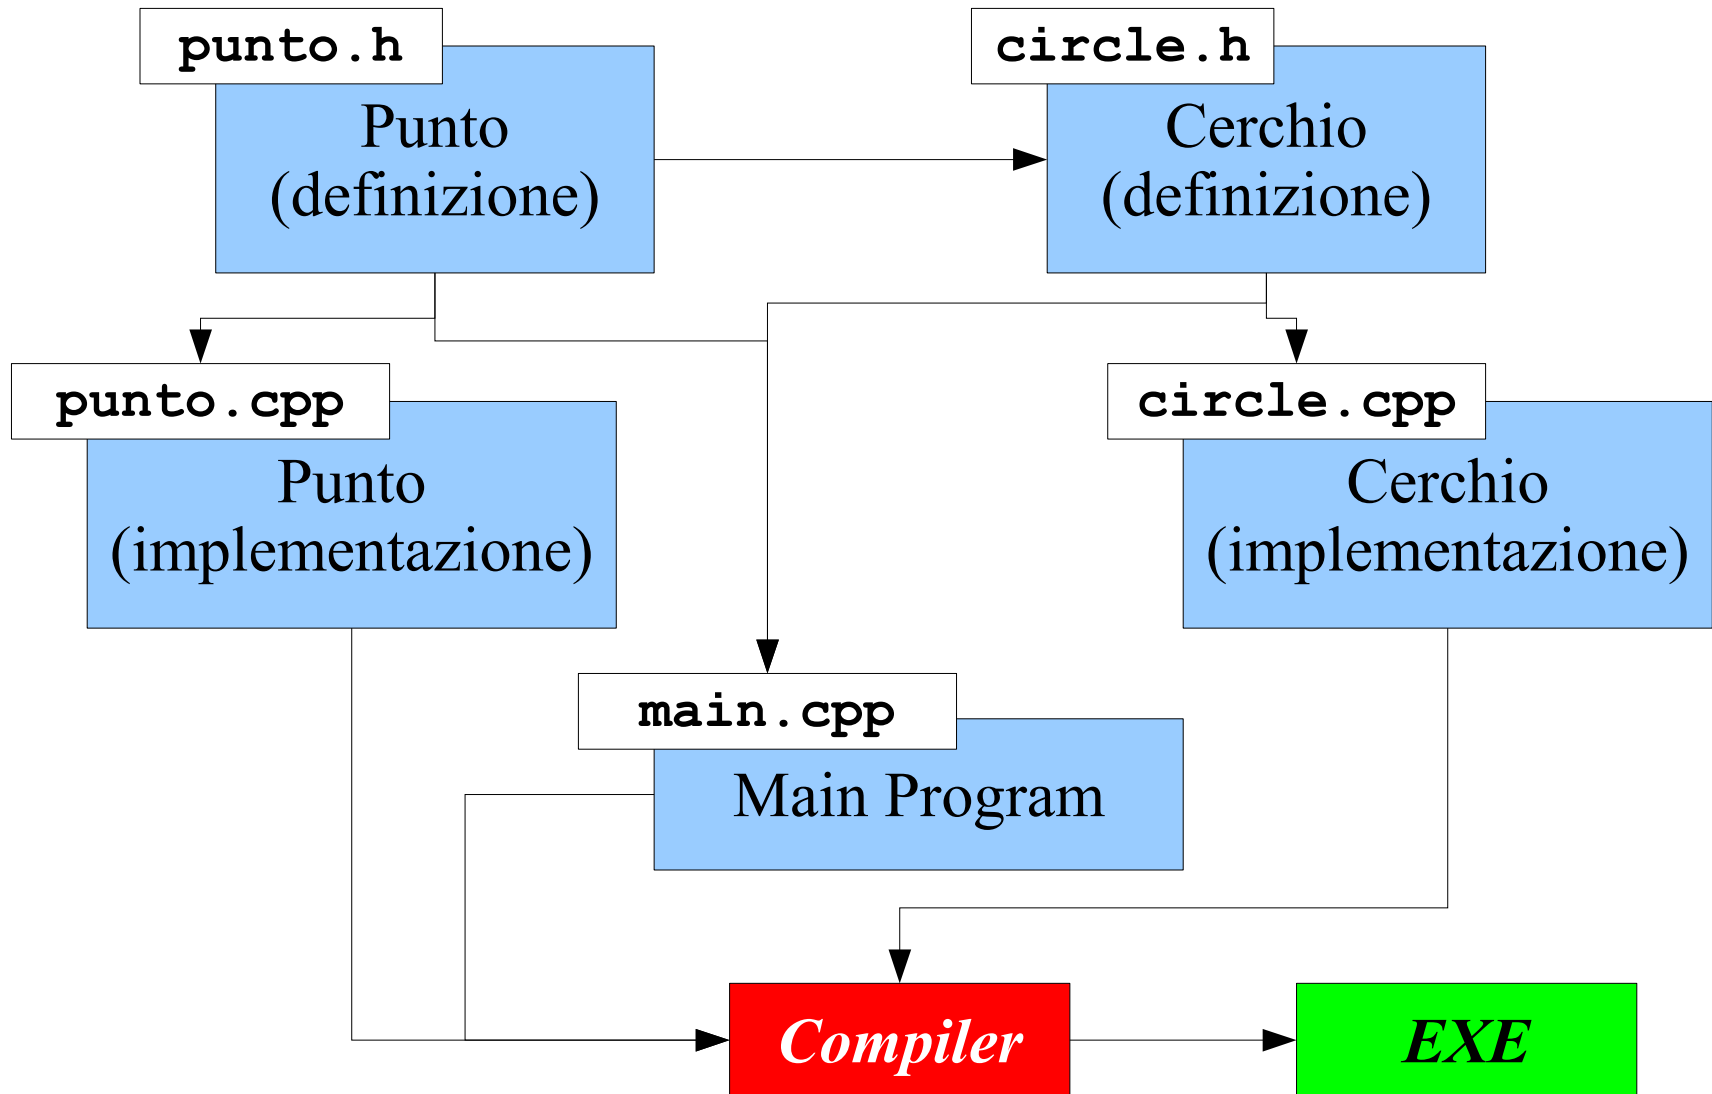 punto.h
Punto
(definizione)
circle.h
Cerchio
(definizione)
punto.cpp
Punto
(implementazione)
circle.cpp
Cerchio
(implementazione)
main.cpp
Main Program
Compiler
EXE